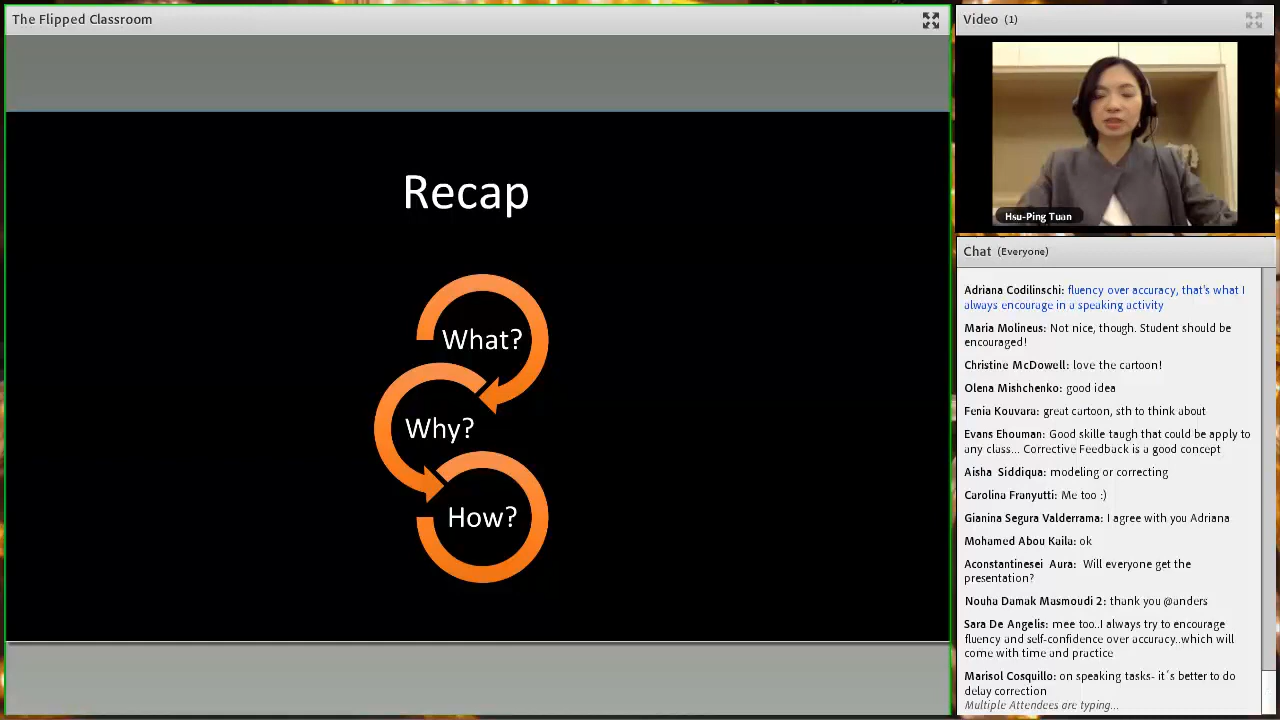 The Flipped Classroom
Recap
What?
Why?
How?
Video (1)
Hsu-Ping Tuan
Chat (Everyone)
Adriana Codilinschi: fluency over accuracy, that's what I
always encourage in a speaking activity
Maria Molineus: Not nice, though. Student should be
encouraged!
Christine McDowell: love the cartoon!
Olena Mishchenko: good idea
Fenia Kouvara: great cartoon, sth to think about
Evans Ehouman: Good skille taugh that could be apply to
any class... Corrective Feedback is a good concept
Aisha Siddiqua: modeling or correcting
Carolina Franyutti: Me too :)
Gianina Segura Valderrama: I agree with you Adriana
Mohamed Abou Kaila: ok
Aconstantinesei Aura: Will everyone get the
presentation?
Nouha Damak Masmoudi 2: thank you @anders
Sara De Angelis: mee too..I always try to encourage
fluency and self-confidence over accuracy..which will
come with time and practice
Marisol Cosquillo: on speaking tasks- it´s better to do
delay correction
Multiple Attendees are typing...